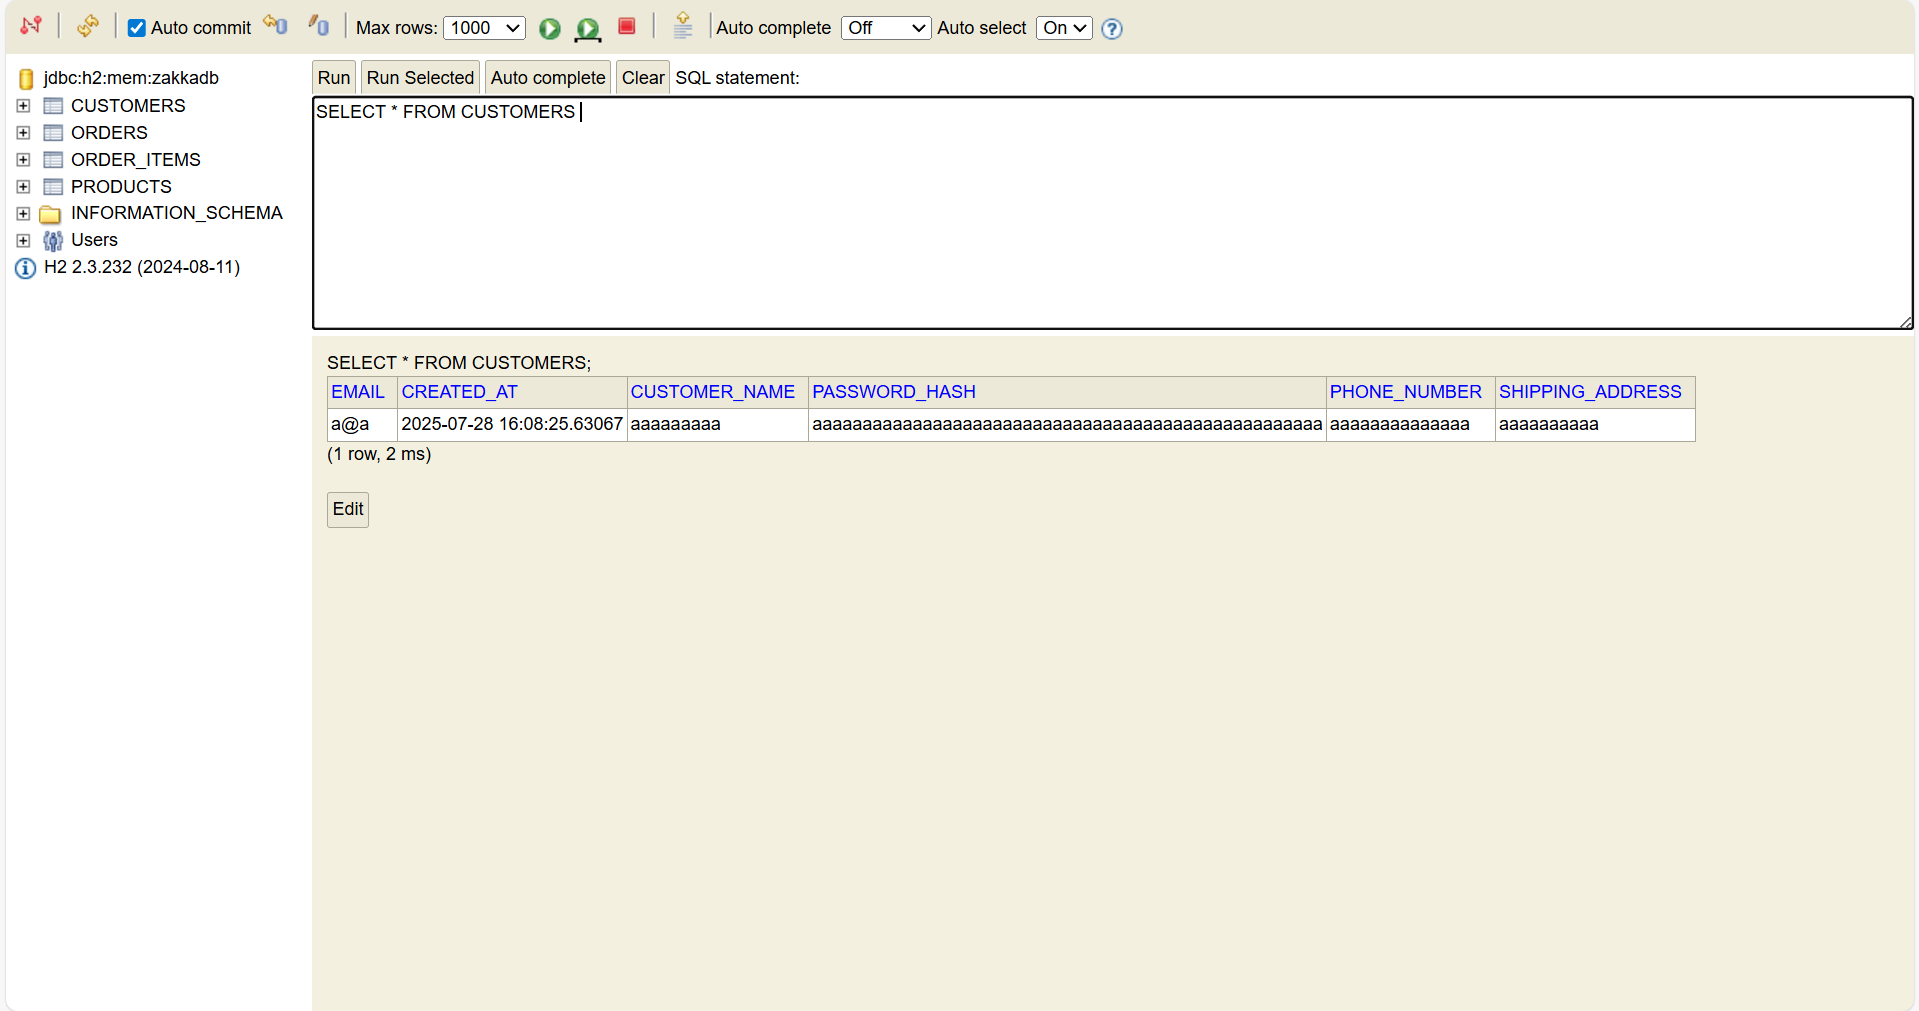 Auto commit Max rows: 1000 Auto complete Off Auto select On
jdbc:h2:mem:zakkadb
CUSTOMERS
ORDERS
ORDER_ITEMS
PRODUCTS
INFORMATION_SCHEMA
Users
H2 2.3.232 (2024-08-11)
Run Run Selected Auto complete Clear SQL statement:
SELECT * FROM CUSTOMERS
SELECT * FROM CUSTOMERS;
EMAIL CREATED_AT CUSTOMER_NAME PASSWORD_HASH PHONE_NUMBER SHIPPING_ADDRESS
a@a 2025-07-28 16:08:25.63067 aaaaaaaaa aaaaaaaaaaaaaaaaaaaaaaaaaaaaaaaaaaaaaaaaaaaaaaaaaaa aaaaaaaaaaaaaa aaaaaaaaaa
(1 row, 2 ms)
Edit